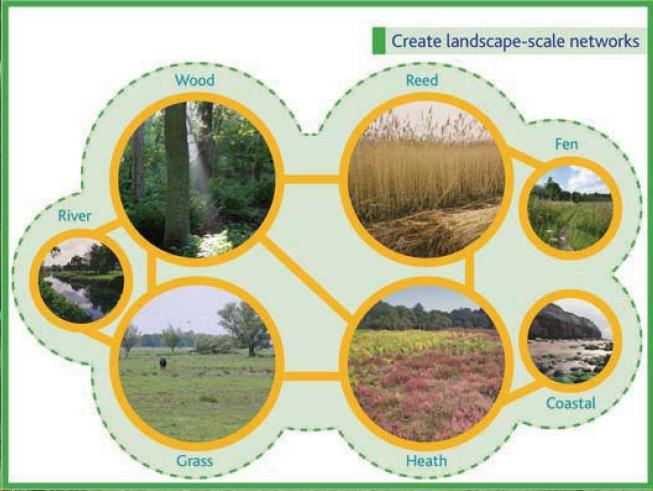 Create landscape-scale networks
Wood
Reed
Fen
River
Coastal
Grass
Heath